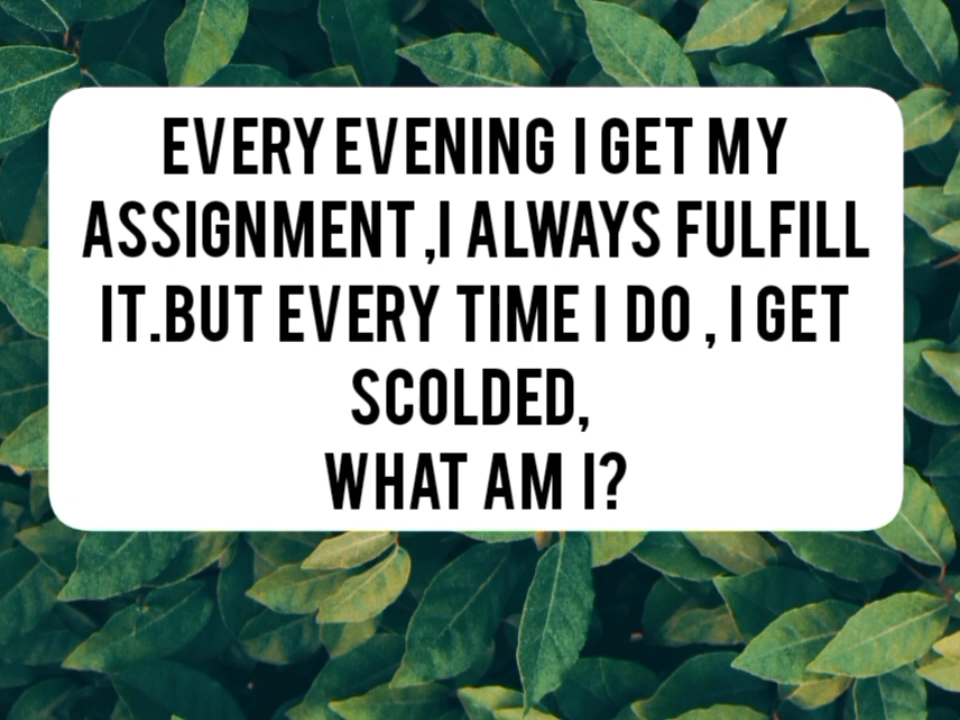 EVERY EVENING I GET MY
ASSIGNMENT ,I ALWAYS FULFILL
IT.BUT EVERY TIME I DO , I GET
SCOLDED,
WHAT AM I?